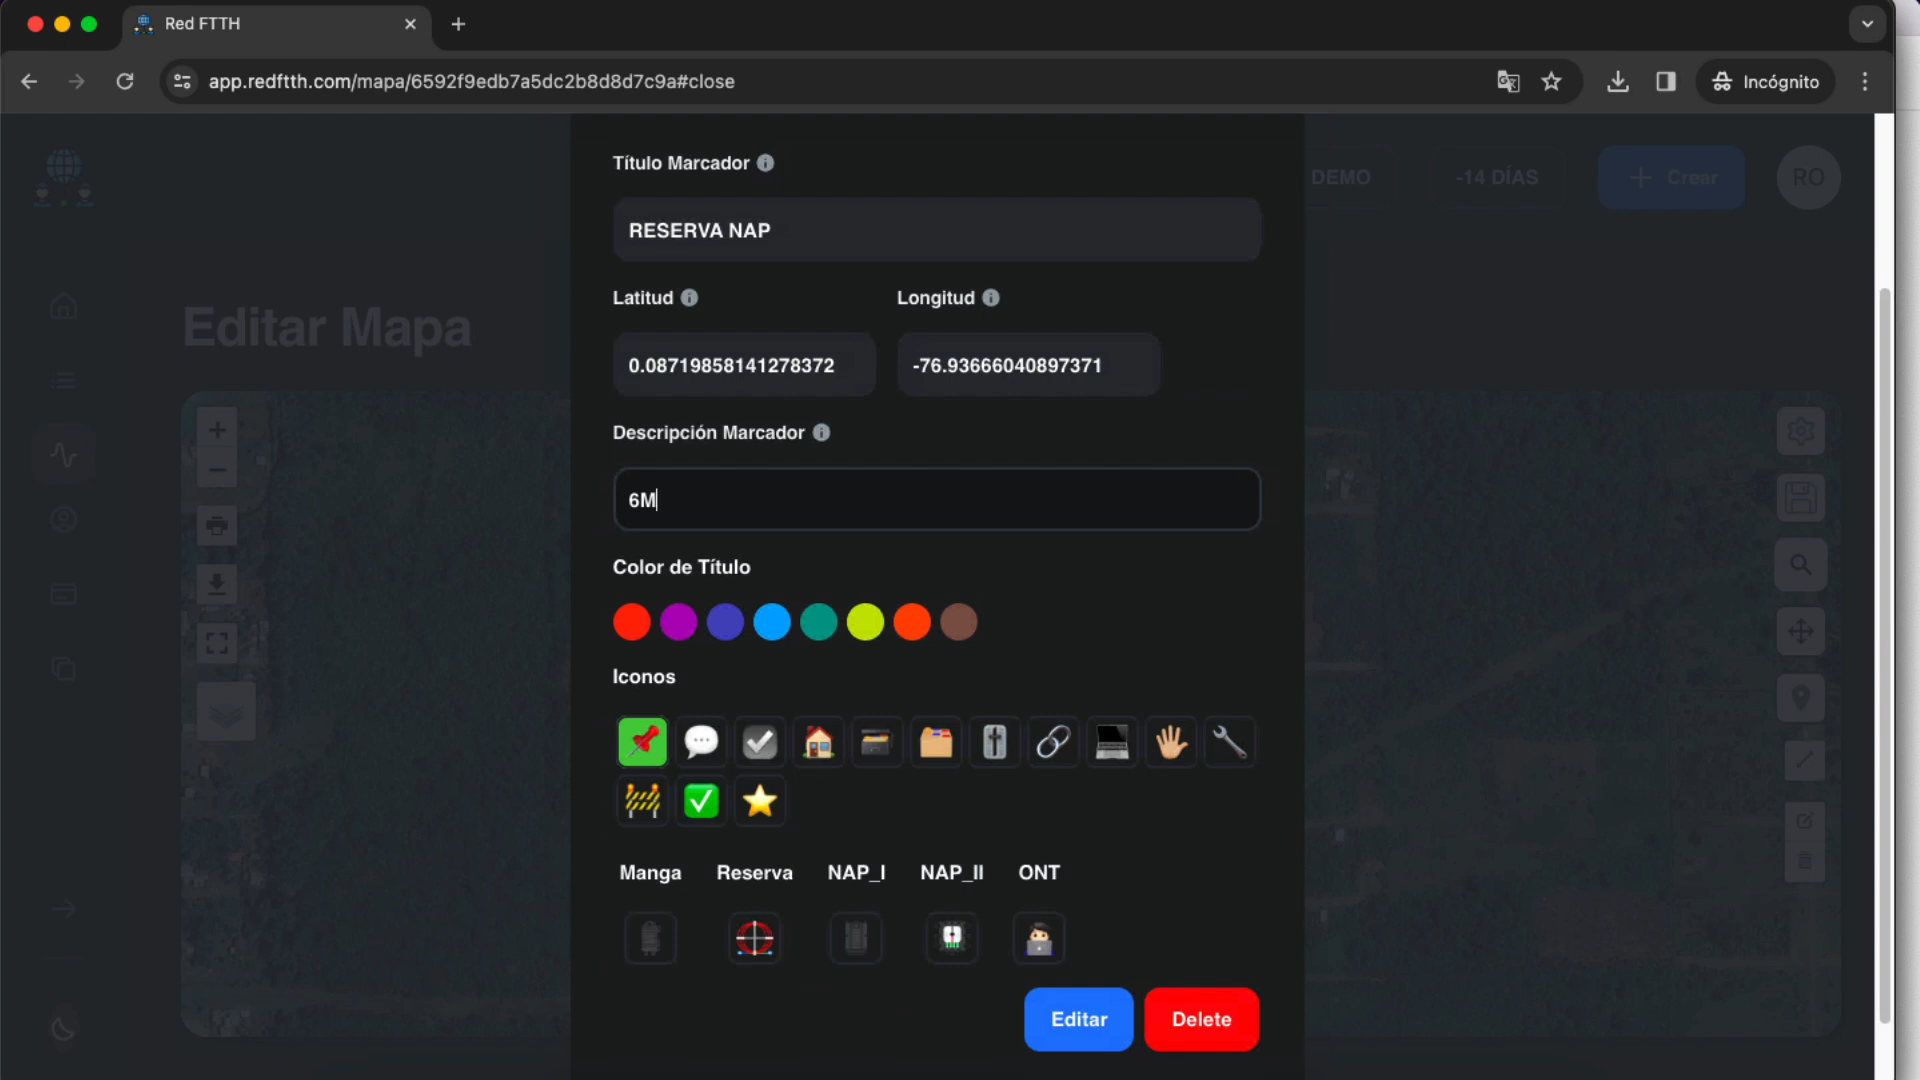 Red FTTH
app.redftth.com/mapa/6592f9edb7a5dc2b8d8d7c9a#close
Incógnito
DEMO
-14 DÍAS
+ Crear
RO
Editar Mapa
Título Marcador
RESERVA NAP
Latitud
Longitud
0.08719858141278372
-76.93666040897371
Descripción Marcador
6M
Color de Título
Iconos
Manga
Reserva
NAP_I
NAP_II
ONT
Editar
Delete